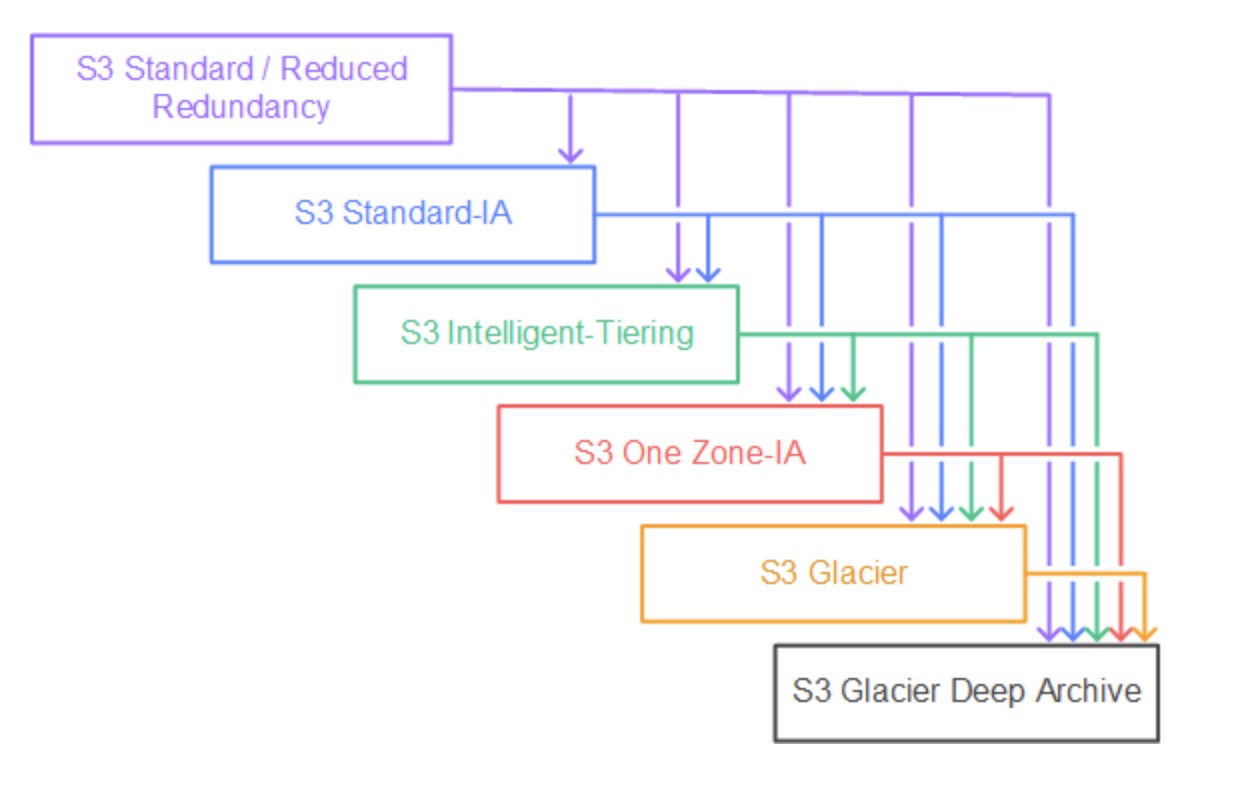 S3 Standard / Reduced
Redundancy
S3 Standard-IA
S3 Intelligent-Tiering
S3 One Zone-IA
S3 Glacier
S3 Glacier Deep Archive